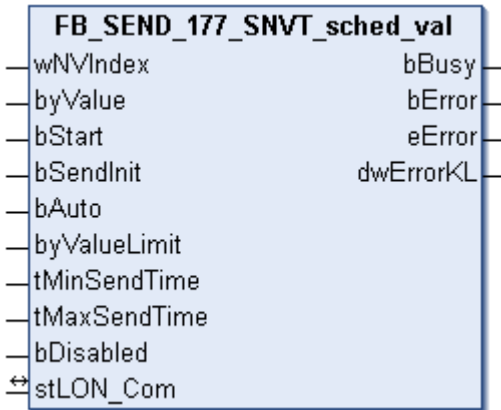 FB_SEND_177_SNVT_sched_val
wNVIndex bBusy
byValue bError
bStart eError
bSendInit dwErrorKL
bAuto
byValueLimit
tMinSendTime
tMaxSendTime
bDisabled
↔ stLON_Com